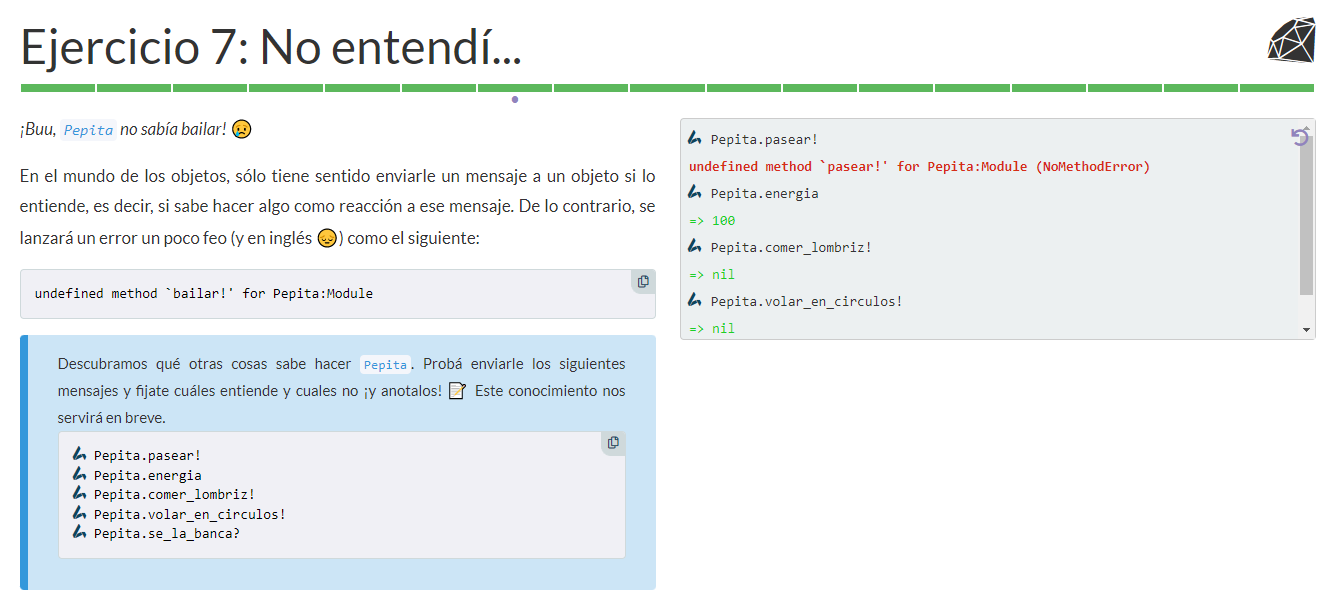 Ejercicio 7: No entendí...
¡Buu, Pepita no sabía bailar! 😥
En el mundo de los objetos, sólo tiene sentido enviarle un mensaje a un objeto si lo
entiende, es decir, si sabe hacer algo como reacción a ese mensaje. De lo contrario, se
lanzará un error un poco feo (y en inglés 😔) como el siguiente:
undefined method `bailar!' for Pepita:Module
Descubramos qué otras cosas sabe hacer Pepita. Probá enviarle los siguientes
mensajes y fijate cuáles entiende y cuales no ¡y anotalos! 📝 Este conocimiento nos
servirá en breve.
Pepita.pasear!
Pepita.energia
Pepita.comer_lombriz!
Pepita.volar_en_circulos!
Pepita.se_la_banca?
Pepita.pasear!
undefined method `pasear!' for Pepita:Module (NoMethodError)
Pepita.energia
=> 100
Pepita.comer_lombriz!
=> nil
Pepita.volar_en_circulos!
=> nil